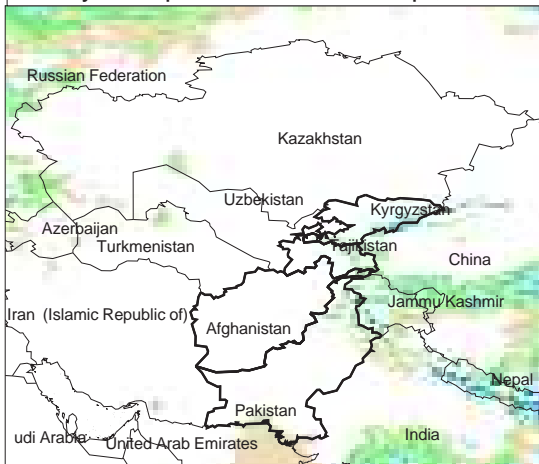 Russian Federation
Kazakhstan
Uzbekistan
Kyrgyzstan
Azerbaijan
Turkmenistan
Tajikistan
China
Jammu Kashmir
Iran (Islamic Republic of)
Afghanistan
Nepal
Pakistan
udi Arabia
United Arab Emirates
India